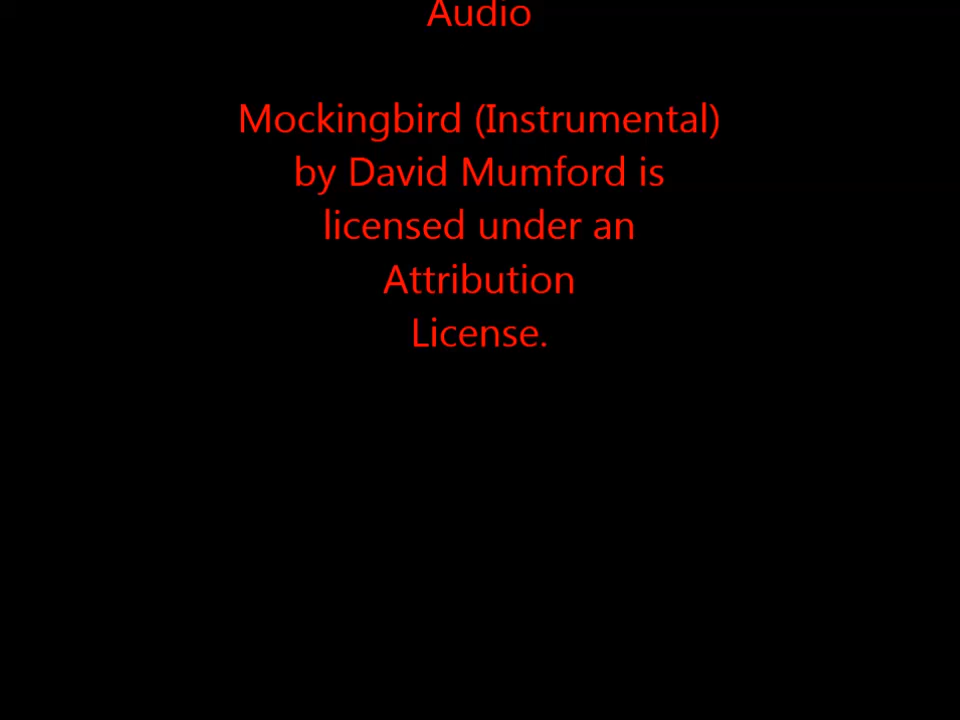 Audio
Mockingbird (Instrumental)
by David Mumford is
licensed under an
Attribution
License.